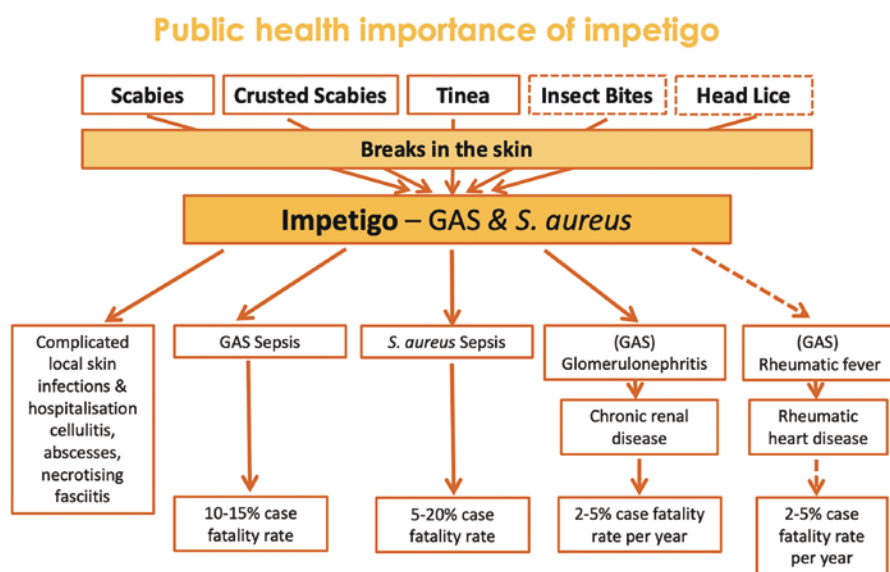 Public health importance of impetigo
Scabies
Crusted Scabies
Tinea
Insect Bites
Head Lice
Breaks in the skin
Impetigo – GAS & S. aureus
Complicated
local skin
infections &
hospitalisation
cellulitis,
abscesses,
necrotising
fasciitis
GAS Sepsis
S. aureus Sepsis
(GAS)
Glomerulonephritis
(GAS)
Rheumatic fever
Chronic renal
disease
Rheumatic
heart disease
10-15% case
fatality rate
5-20% case
fatality rate
2-5% case fatality
rate per year
2-5% case
fatality rate
per year